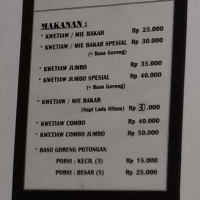 MAKANAN :
* KWETIAW / MIE BAKAR Rp 25.000
* KWETIAW / MIE BAKAR SPESIAL Rp 30.000
(+ Baso Goreng)
* KWETIAW JUMBO Rp 35.000
* KWETIAW JUMBO SPESIAL Rp 40.000
(+ Baso Goreng)
* KWETIAW / MIE BAKAR
(Sapi Lada Hitam) Rp 30.000
* KWETIAW COMBO Rp 40.000
* KWETIAW COMBO JUMBO Rp 50.000
* BASO GORENG POTONGAN
PORSI : KECIL (3) Rp 15.000
PORSI : BESAR (5) Rp 25.000